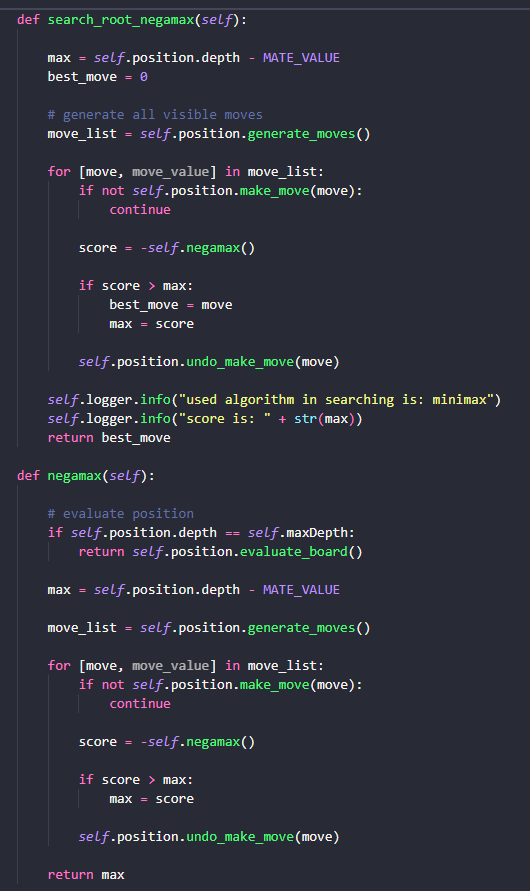 def search_root_negamax(self):
max = self.position.depth - MATE_VALUE
best_move = 0
# generate all visible moves
move_list = self.position.generate_moves()
for [move, move_value] in move_list:
if not self.position.make_move(move):
continue
score = -self.negamax()
if score > max:
best_move = move
max = score
self.position.undo_make_move(move)
self.logger.info("used algorithm in searching is: minimax")
self.logger.info("score is: " + str(max))
return best_move
def negamax(self):
# evaluate position
if self.position.depth == self.maxDepth:
return self.position.evaluate_board()
max = self.position.depth - MATE_VALUE
move_list = self.position.generate_moves()
for [move, move_value] in move_list:
if not self.position.make_move(move):
continue
score = -self.negamax()
if score > max:
max = score
self.position.undo_make_move(move)
return max